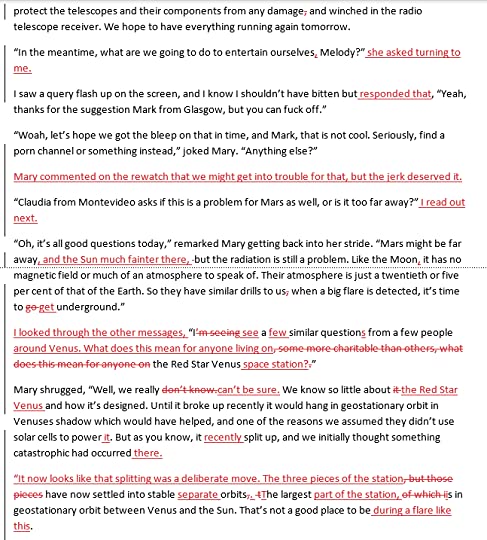 protect the telescopes and their components from any damage, and winched in the radio
telescope receiver. We hope to have everything running again tomorrow.
“In the meantime, what are we going to do to entertain ourselves, Melody?” she asked turning to
me.
I saw a query flash up on the screen, and I know I shouldn’t have bitten but responded that, “Yeah,
thanks for the suggestion Mark from Glasgow, but you can fuck off.”
“Woah, let’s hope we got the bleep on that in time, and Mark, that is not cool. Seriously, find a
porn channel or something instead,” joked Mary. “Anything else?”
Mary commented on the rewatch that we might get into trouble for that, but the jerk deserved it.
“Claudia from Montevideo asks if this is a problem for Mars as well, or is it too far away?” I read out
next.
“Oh, it’s all good questions today,” remarked Mary getting back into her stride. “Mars might be far
away, and the Sun much fainter there, but the radiation is still a problem. Like the Moon, it has no
magnetic field or much of an atmosphere to speak of. Their atmosphere is just a twentieth or five
per cent of that of the Earth. So they have similar drills to us, when a big flare is detected, it’s time
to go get underground.”
I looked through the other messages, “I’m seeing see a few similar questions from a few people
around Venus. What does this mean for anyone living on, some more charitable than others, what
does this mean for anyone on the Red Star Venus space station?.”
Mary shrugged, “Well, we really don’t know.can’t be sure. We know so little about it the Red Star
Venus and how it’s designed. Until it broke up recently it would hang in geostationary orbit in
Venuses shadow which would have helped, and one of the reasons we assumed they didn’t use
solar cells to power it. But as you know, it recently split up, and we initially thought something
catastrophic had occurred there.
“It now looks like that splitting was a deliberate move. The three pieces of the station, but those
pieces have now settled into stable separate orbits,. tThe largest part of the station, of which iis in
geostationary orbit between Venus and the Sun. That’s not a good place to be during a flare like
this.